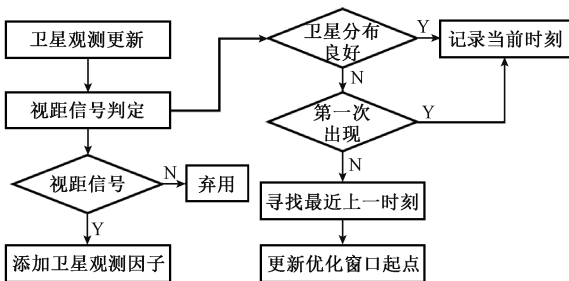 卫星观测更新
视距信号判定
视距信号
N
弃用
Y
添加卫星观测因子
卫星分布
良好
Y
记录当前时刻
N
第一次
出现
Y
N
寻找最近上一时刻
更新优化窗口起点